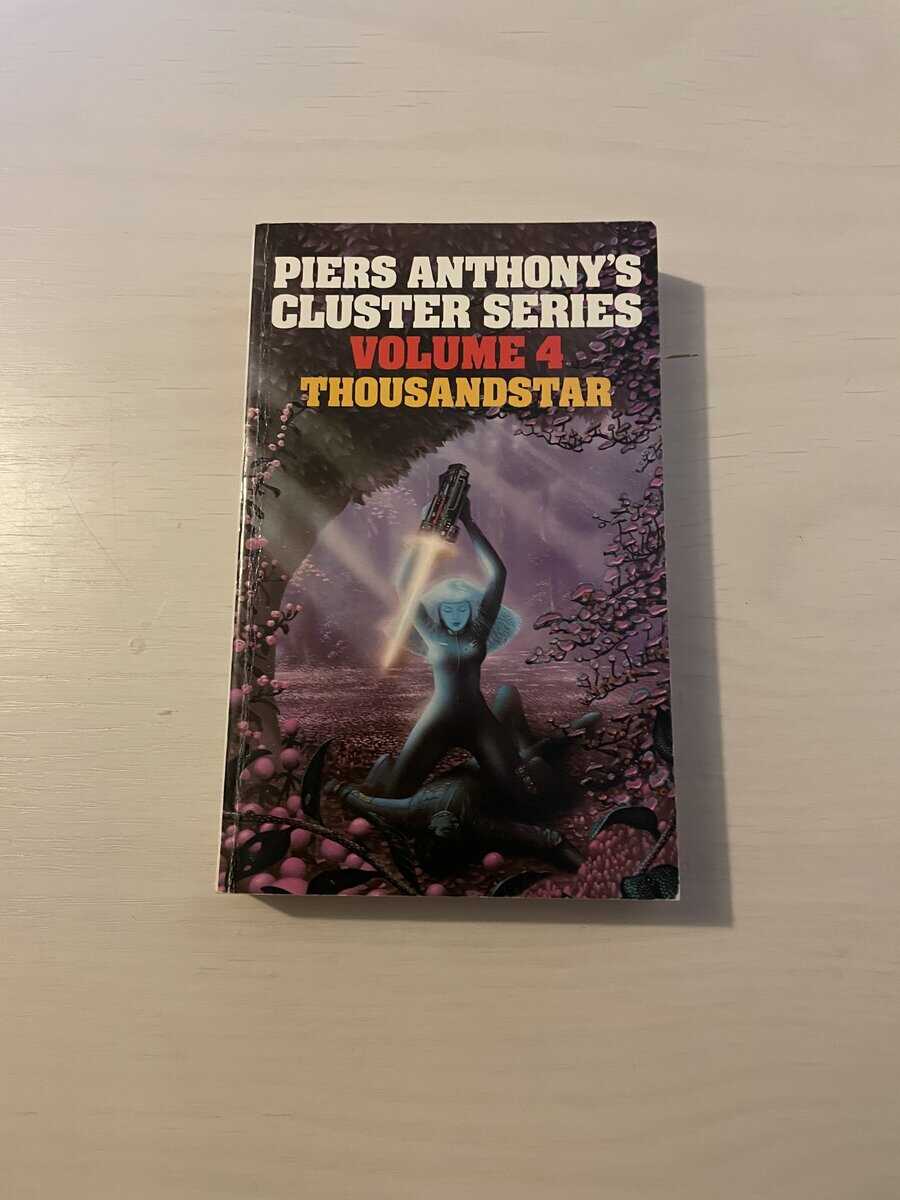 PIERS ANTHONY'S
CLUSTER SERIES
VOLUME 4
THOUSANDSTAR